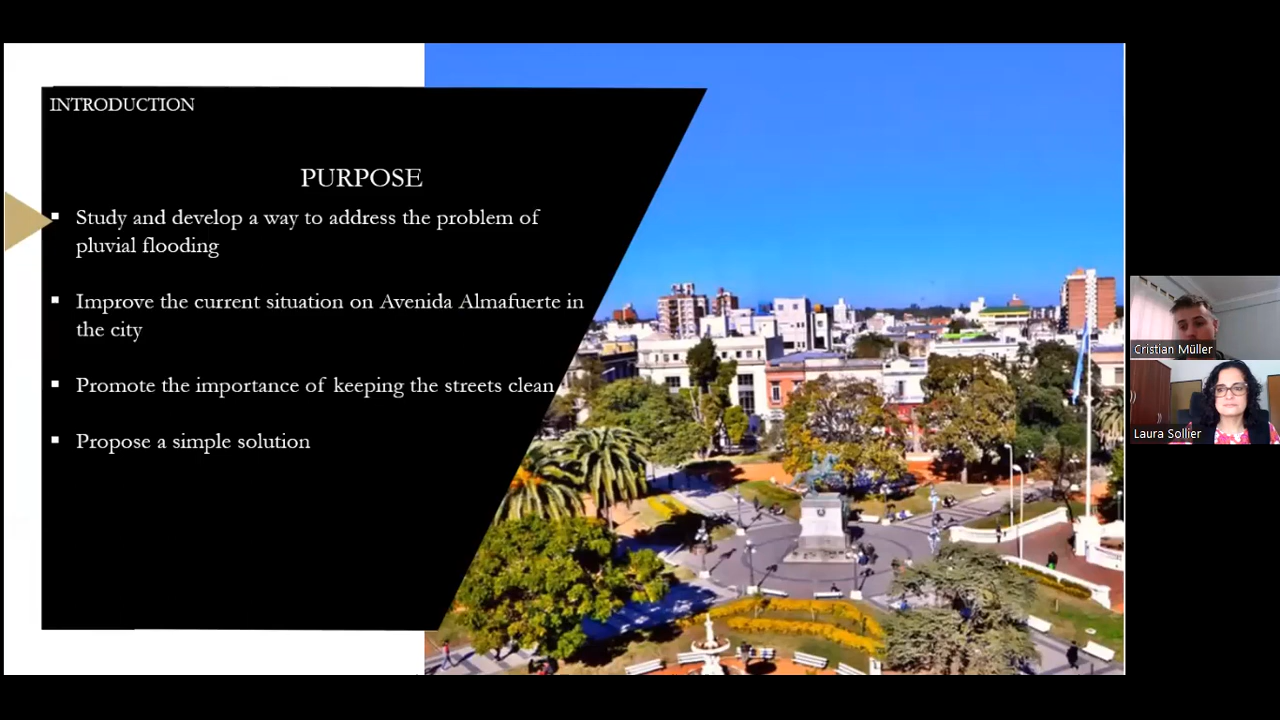 INTRODUCTION
PURPOSE
▪ Study and develop a way to address the problem of
pluvial flooding
▪ Improve the current situation on Avenida Almafuerte in
the city
▪ Promote the importance of keeping the streets clean
▪ Propose a simple solution
Cristian Müller
Laura Sollier